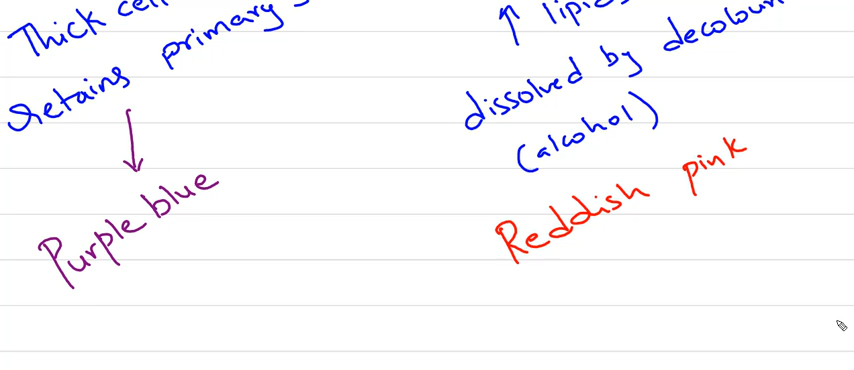 Thick cell
retains primary
Purple blue
↑ lipid
dissolved by decolour
(alcohol)
Reddish pink